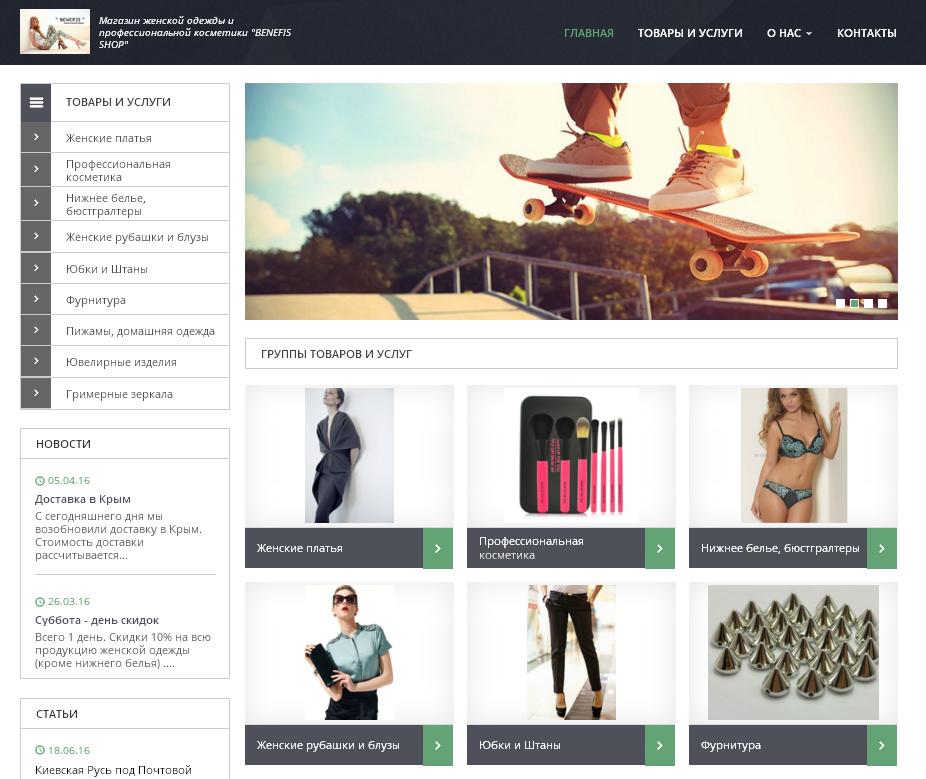 " BENEFIS "
Магазин женской одежды и
профессиональной косметики "BENEFIS
SHOP"
ГЛАВНАЯ
ТОВАРЫ И УСЛУГИ
О НАС
КОНТАКТЫ
ТОВАРЫ И УСЛУГИ
Женские платья
Профессиональная
косметика
Нижнее белье,
бюстгралтеры
Женские рубашки и блузы
Юбки и Штаны
Фурнитура
Пижамы, домашняя одежда
Ювелирные изделия
Гримерные зеркала
НОВОСТИ
05.04.16
Доставка в Крым
С сегодняшнего дня мы
возобновили доставку в Крым.
Стоимость доставки
рассчитывается...
26.03.16
Суббота - день скидок
Всего 1 день. Скидки 10% на всю
продукцию женской одежды
(кроме нижнего белья) ....
СТАТЬИ
18.06.16
Киевская Русь под Почтовой
ГРУППЫ ТОВАРОВ И УСЛУГ
Женские платья
Профессиональная
косметика
Нижнее белье, бюстгралтеры
Женские рубашки и блузы
Юбки и Штаны
Фурнитура